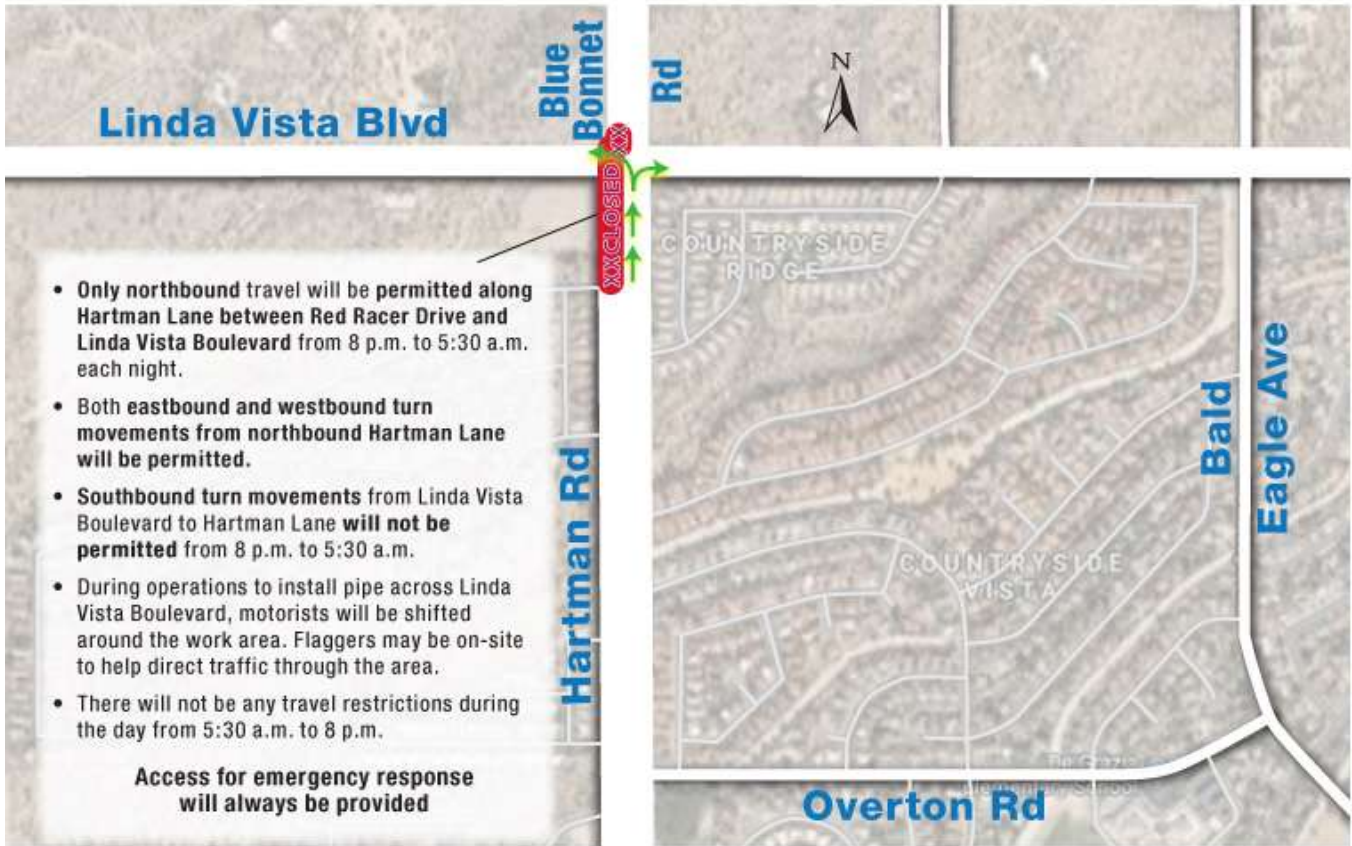 Blue
Bonnet
Rd
N
Linda Vista Blvd
XX CLOSED XX
COUNTRYSIDE
RIDGE
• Only northbound travel will be permitted along
Hartman Lane between Red Racer Drive and
Linda Vista Boulevard from 8 p.m. to 5:30 a.m.
each night.
• Both eastbound and westbound turn
movements from northbound Hartman Lane
will be permitted.
• Southbound turn movements from Linda Vista
Boulevard to Hartman Lane will not be
permitted from 8 p.m. to 5:30 a.m.
• During operations to install pipe across Linda
Vista Boulevard, motorists will be shifted
around the work area. Flaggers may be on-site
to help direct traffic through the area.
• There will not be any travel restrictions during
the day from 5:30 a.m. to 8 p.m.
Access for emergency response
will always be provided
Hartman Rd
Bald
Eagle Ave
COUNTRYSIDE
VISTA
School
Overton Rd